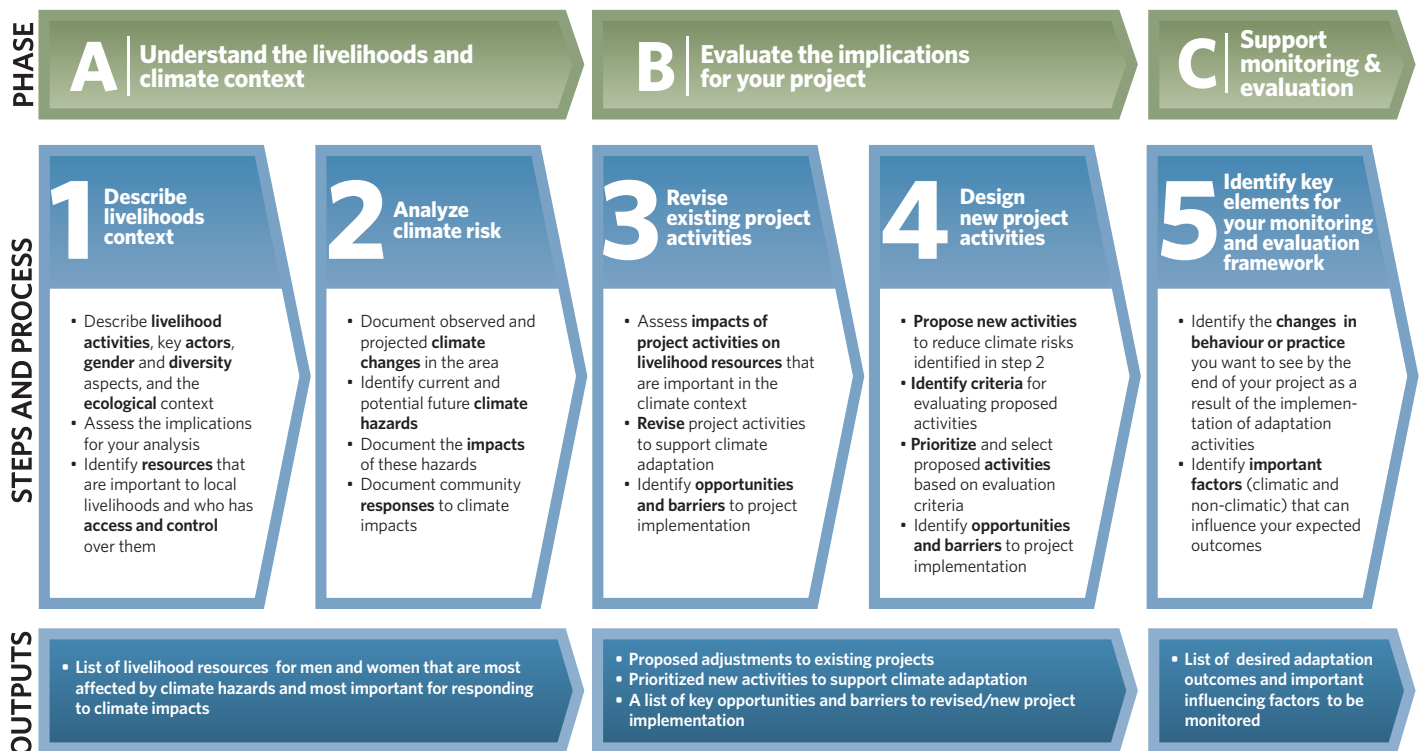 PHASE
A
Understand the livelihoods and
climate context
B
Evaluate the implications
for your project
C
Support
monitoring &
evaluation
STEPS AND PROCESS
1
Describe
livelihoods
context
• Describe livelihood
activities, key actors,
gender and diversity
aspects, and the
ecological context
• Assess the implications
for your analysis
• Identify resources that
are important to local
livelihoods and who has
access and control
over them
2
Analyze
climate risk
• Document observed and
projected climate
changes in the area
• Identify current and
potential future climate
hazards
• Document the impacts
of these hazards
• Document community
responses to climate
impacts
3
Revise
existing project
activities
• Assess impacts of
project activities on
livelihood resources that
are important in the
climate context
• Revise project activities
to support climate
adaptation
• Identify opportunities
and barriers to project
implementation
4
Design
new project
activities
• Propose new activities
to reduce climate risks
identified in step 2
• Identify criteria for
evaluating proposed
activities
• Prioritize and select
proposed activities
based on evaluation
criteria
• Identify opportunities
and barriers to project
implementation
5
Identify key
elements for
your monitoring
and evaluation
framework
• Identify the changes in
behaviour or practice
you want to see by the
end of your project as a
result of the implemen-
tation of adaptation
activities
• Identify important
factors (climatic and
non-climatic) that can
influence your expected
outcomes
OUTPUTS
• List of livelihood resources for men and women that are most
affected by climate hazards and most important for responding
to climate impacts
• Proposed adjustments to existing projects
• Prioritized new activities to support climate adaptation
• A list of key opportunities and barriers to revised/new project
implementation
• List of desired adaptation
outcomes and important
influencing factors to be
monitored